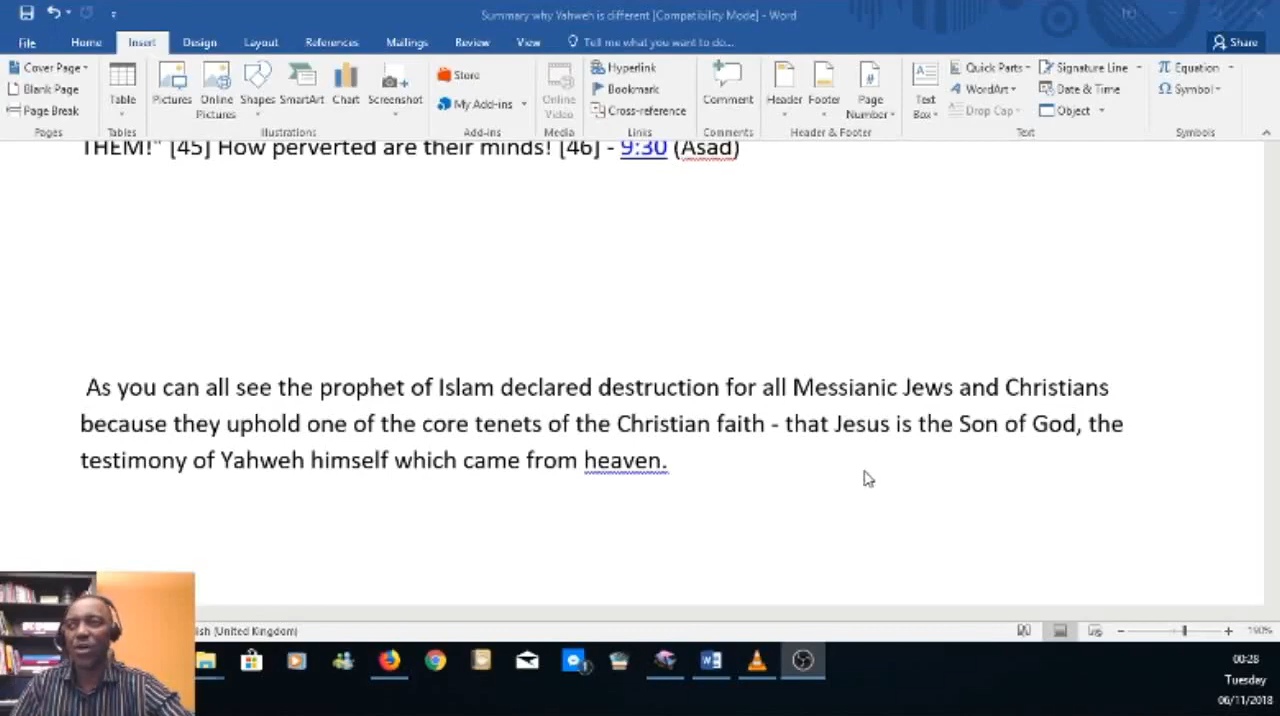 Summary why Yahweh is different [Compatibility Mode] - Word
File Home Insert Design Layout References Mailings Review View Tell me what you want to do... Share
Cover Page
Blank Page
Page Break
Pages
Table
Tables
Pictures
Online Pictures
Shapes
SmartArt
Chart
Screenshot
Illustrations
Store
My Add-ins
Add-ins
Online Video
Media
Hyperlink
Bookmark
Cross-reference
Links
Comment
Comments
Header
Footer
Page Number
Header & Footer
Text Box
Quick Parts
WordArt
Drop Cap
Signature Line
Date & Time
Object
Text
Equation
Symbol
Symbols
THEM!" [45] How perverted are their minds! [46] - 9:30 (Asad)
As you can all see the prophet of Islam declared destruction for all Messianic Jews and Christians
because they uphold one of the core tenets of the Christian faith - that Jesus is the Son of God, the
testimony of Yahweh himself which came from heaven.
(United Kingdom)
190%
00:28
Tuesday
06/11/2018